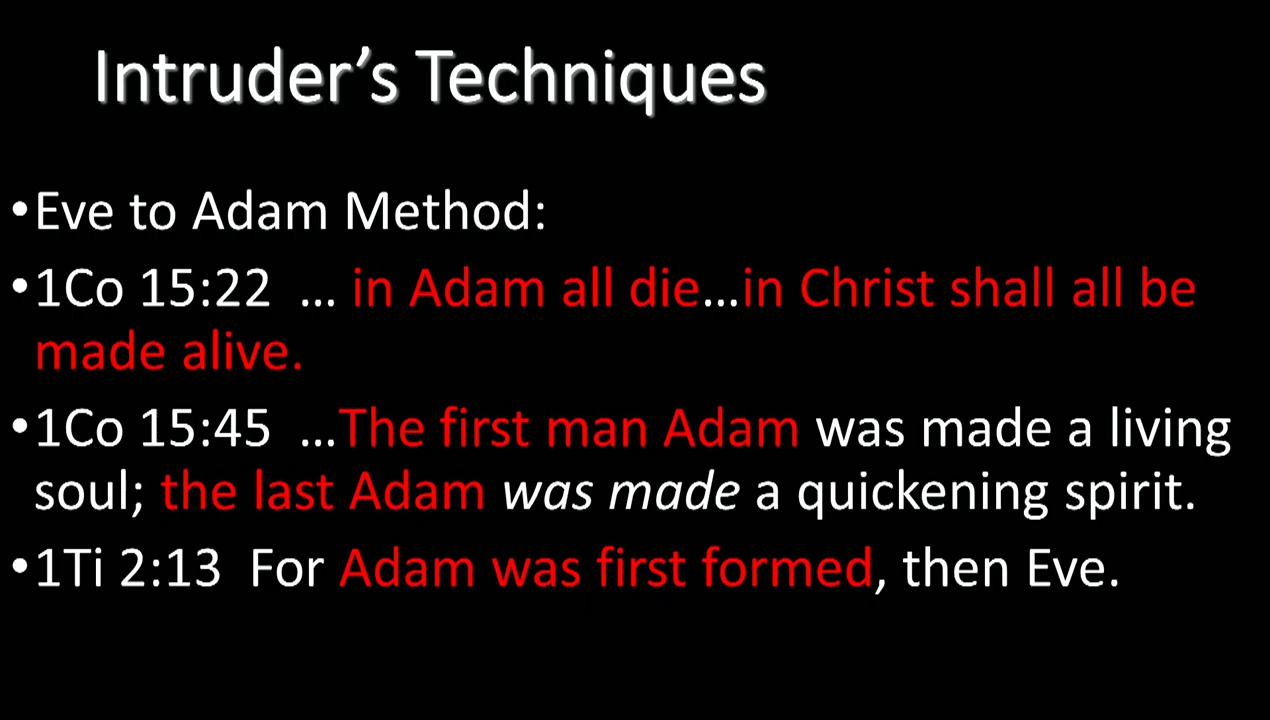 Intruder’s Techniques
•Eve to Adam Method:
•1Co 15:22 … in Adam all die…in Christ shall all be
made alive.
•1Co 15:45 …The first man Adam was made a living
soul; the last Adam was made a quickening spirit.
•1Ti 2:13 For Adam was first formed, then Eve.